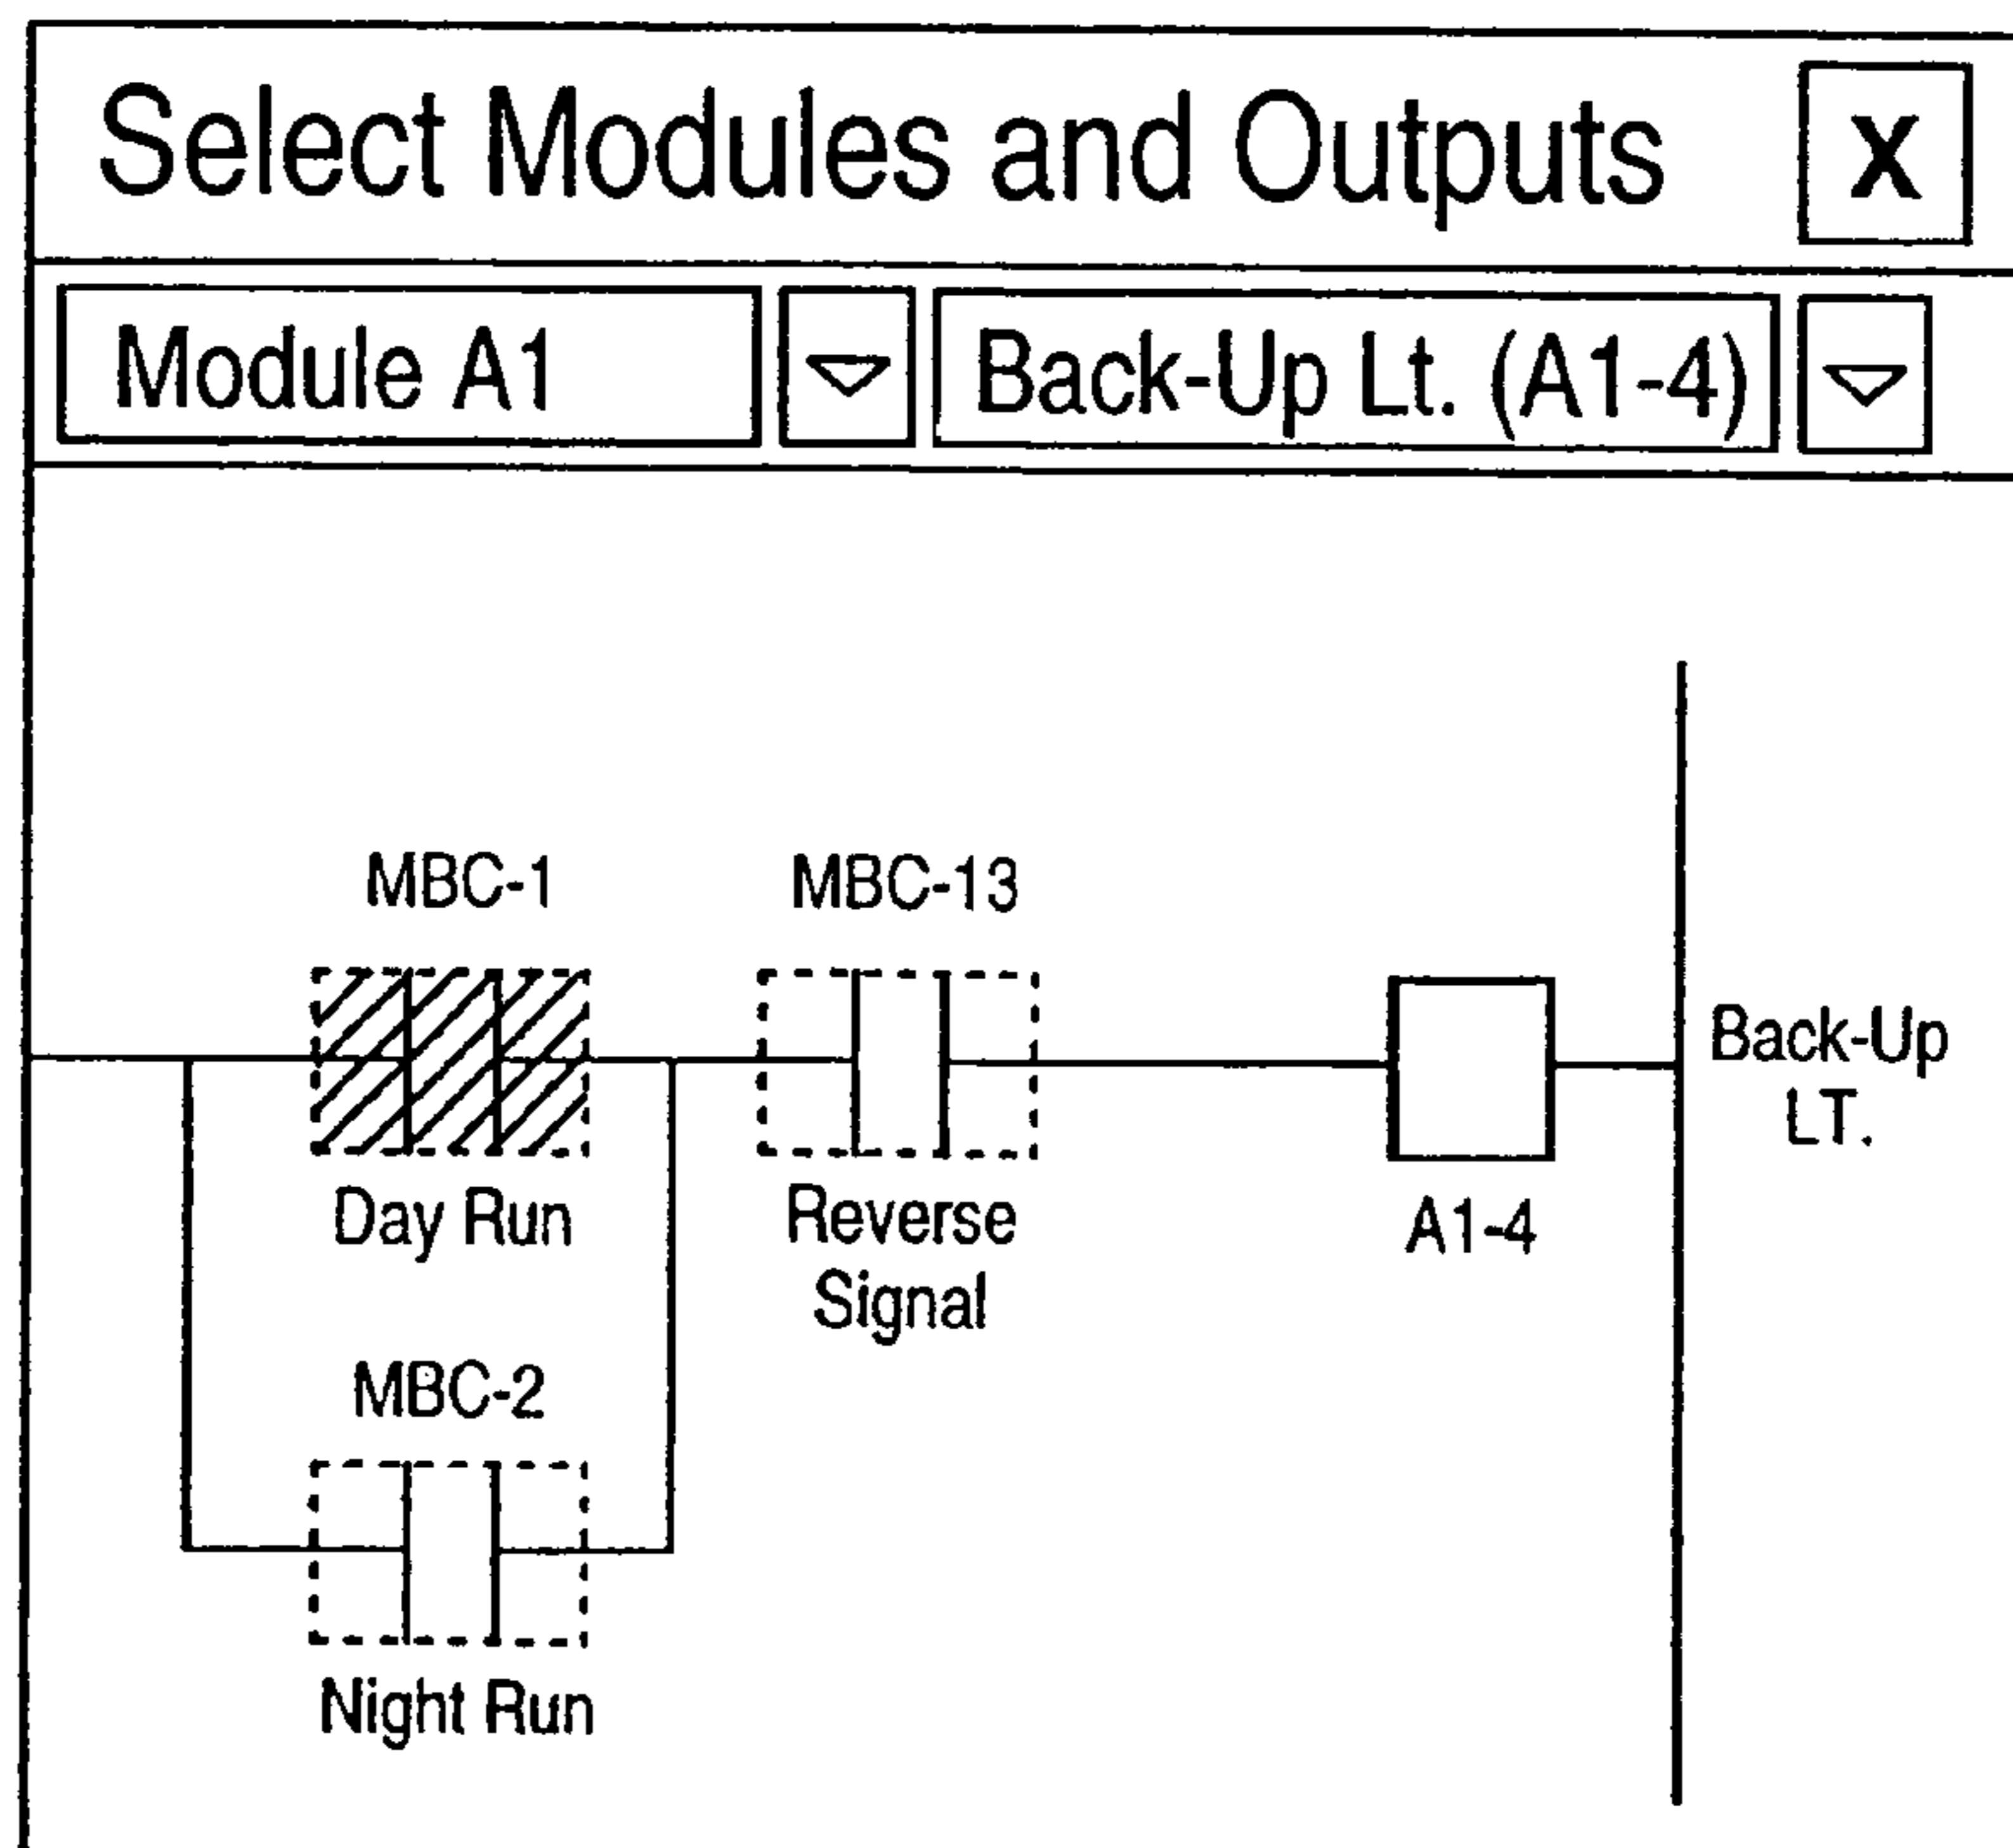 Select Modules and Outputs X
Module A1 Back-Up Lt. (A1-4)
MBC-1 MBC-13
Day Run
Reverse
Signal
A1-4
Back-Up
LT.
MBC-2
Night Run